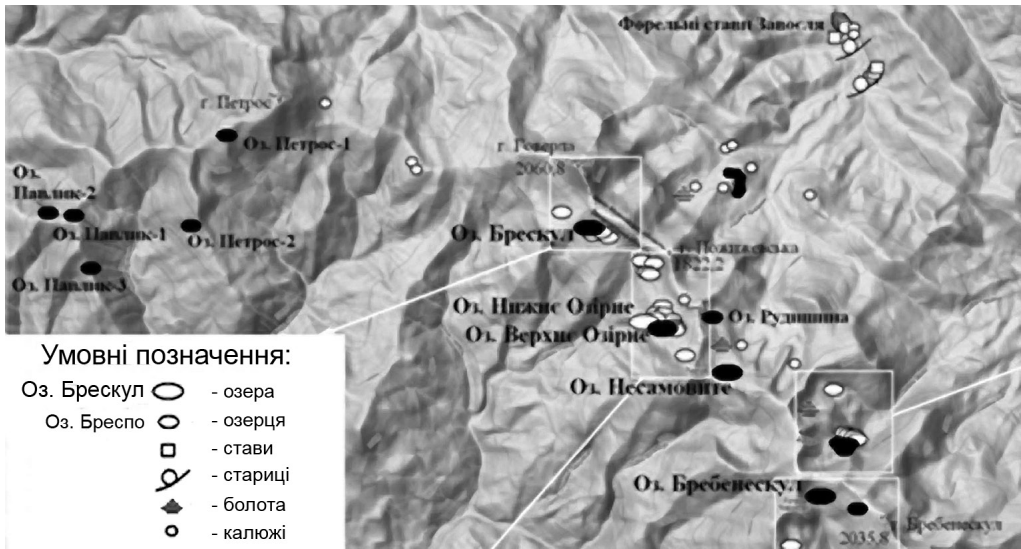 Форельні стави Завоєля
г. Петрос
Оз. Петрос-1
г. Говерла
2060,8
Оз.
Павлик-2
Оз. Павлик-1
Оз. Петрос-2
Оз. Брескул
г. Пожижевська
1822,2
Оз. Павлик-3
Оз. Нижнє Озірне
Оз. Рудяшина
Оз. Верхнє Озірне
Оз. Несамовите
Оз. Бребенескул
г. Бребенескул
2035,8
Умовні позначення:
Оз. Брескул - озера
Оз. Бреспо - озерця
- стави
- стариці
- болота
- калюжі